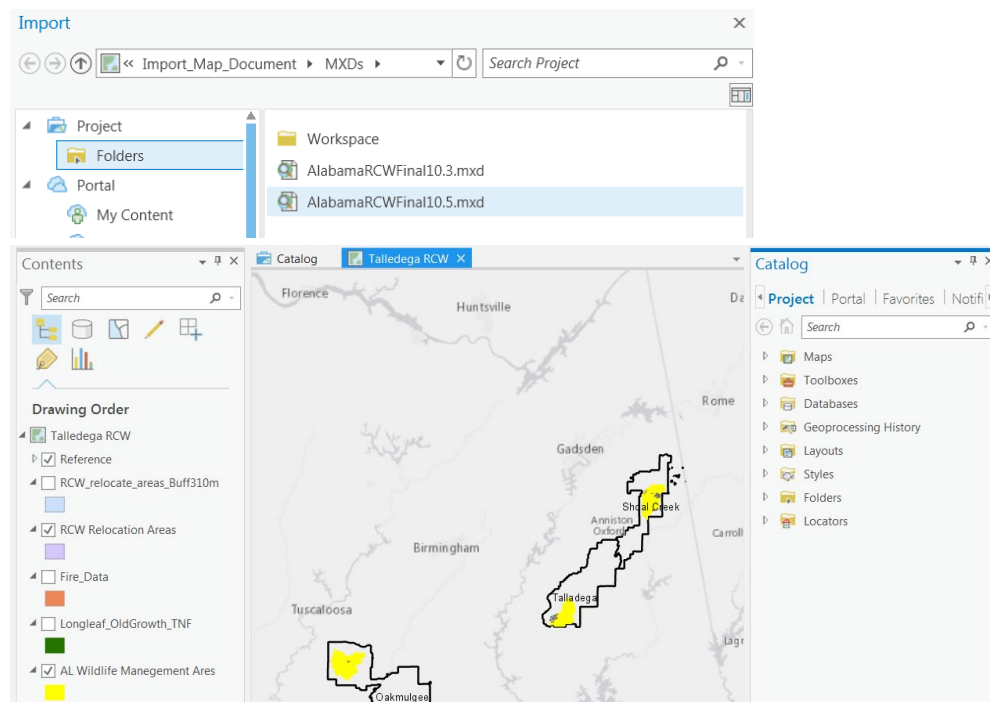 Import
« Import_Map_Document MXDs
Search Project
Project
Folders
Portal
My Content
Workspace
AlabamaRCWFinal10.3.mxd
AlabamaRCWFinal10.5.mxd
Contents
Search
Drawing Order
Talledega RCW
Reference
RCW_relocate_areas_Buff310m
RCW Relocation Areas
Fire_Data
Longleaf_OldGrowth_TNF
AL Wildlife Manegement Ares
Catalog
Talledega RCW
Florence
Huntsville
Da
Rome
Gadsden
Shoal Creek
Anniston
Oxford
Carroll
Birmingham
Talladega
Tuscaloosa
Lagr
Oakmulgee
Catalog
Project Portal Favorites Notifi
Search
Maps
Toolboxes
Databases
Geoprocessing History
Layouts
Styles
Folders
Locators